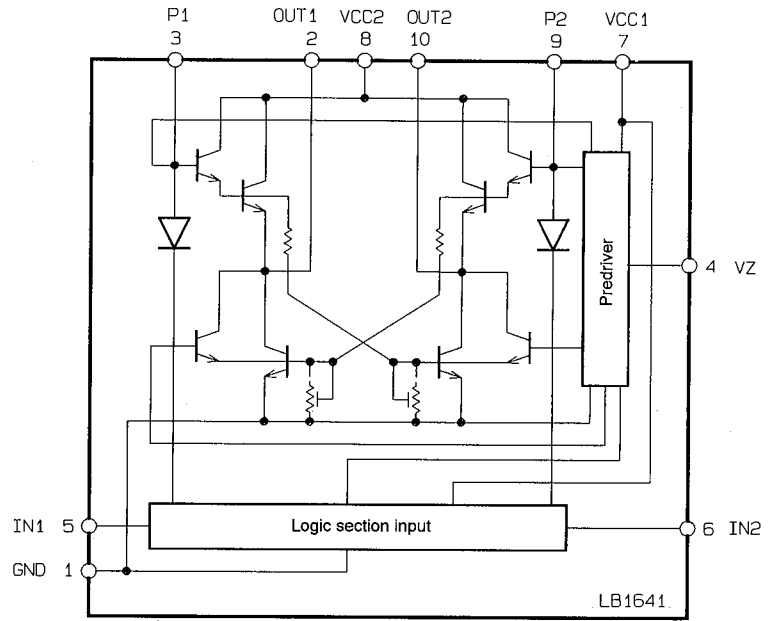 P1 OUT1 VCC2 OUT2 P2 VCC1
3 2 8 10 9 7
Predriver
4 VZ
IN1 5
Logic section input
6 IN2
GND 1
LB1641